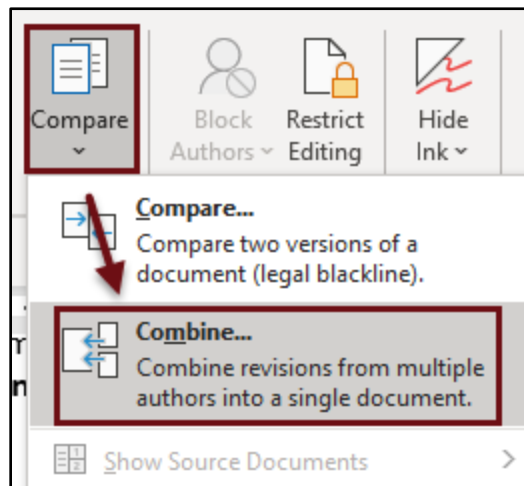 Compare
Block
Authors
Restrict
Editing
Hide
Ink
Compare...
Compare two versions of a
document (legal blackline).
Combine...
Combine revisions from multiple
authors into a single document.
Show Source Documents